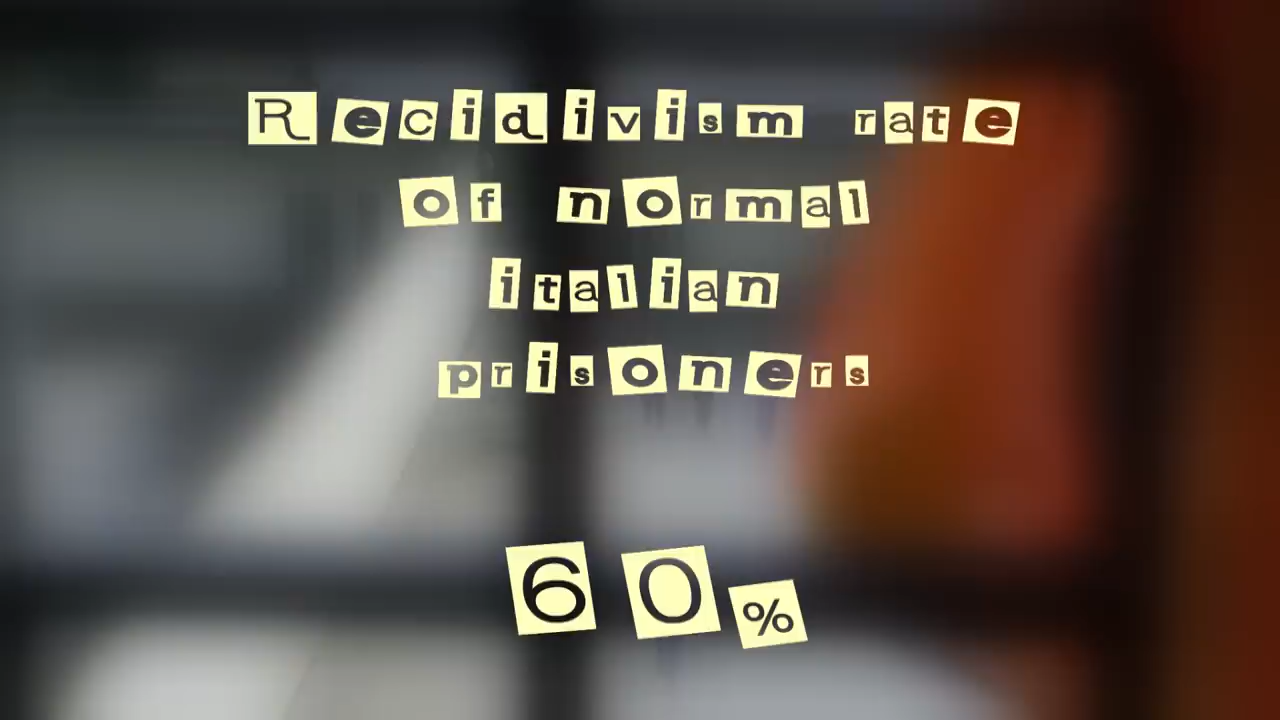 Recidivism rate
of normal
italian
prisoners
60%